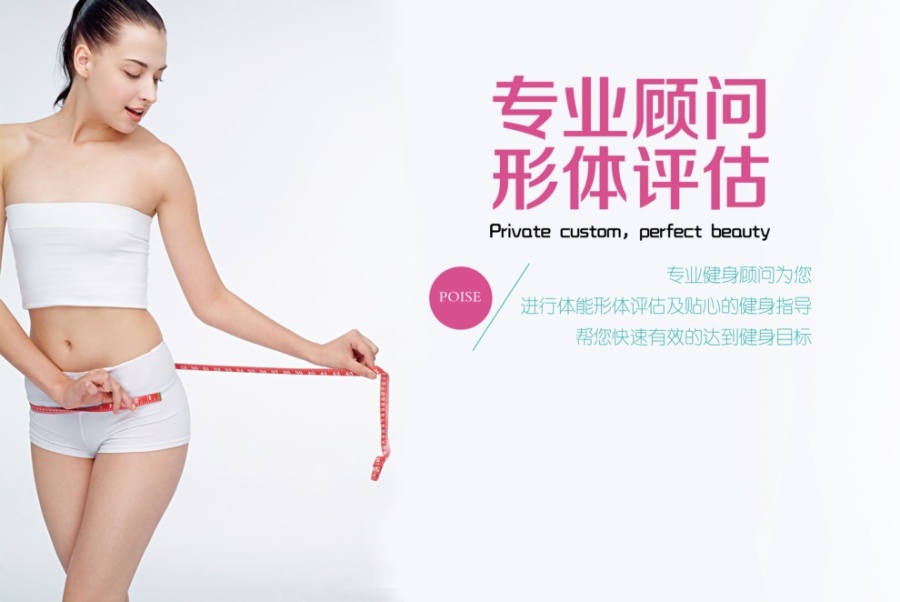 专业顾问
形体评估
Private custom, perfect beauty
POISE
专业健身顾问为您
进行体能形体评估及贴心的健身指导
帮您快速有效的达到健身目标